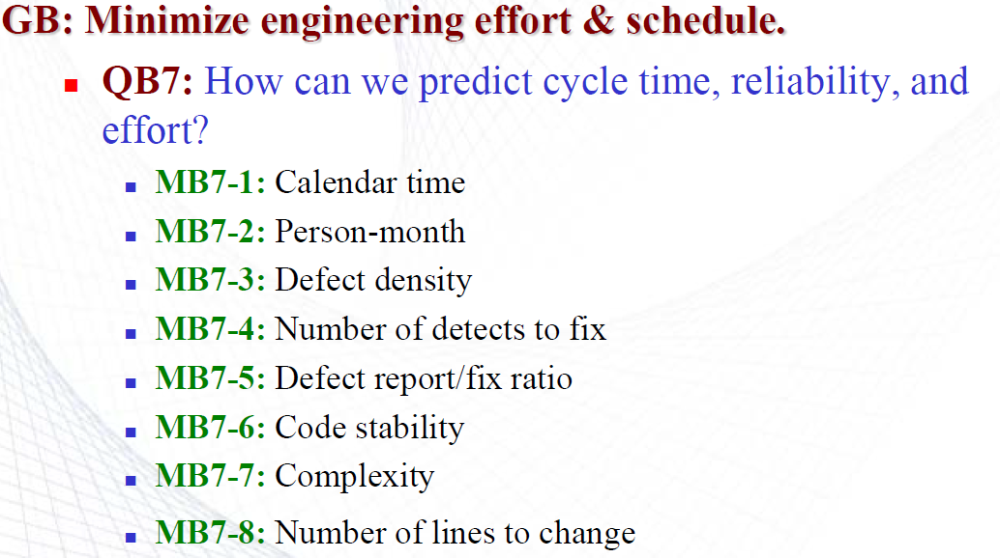 GB: Minimize engineering effort & schedule.
QB7: How can we predict cycle time, reliability, and
effort?
MB7-1: Calendar time
MB7-2: Person-month
MB7-3: Defect density
MB7-4: Number of detects to fix
MB7-5: Defect report/fix ratio
MB7-6: Code stability
MB7-7: Complexity
MB7-8: Number of lines to change